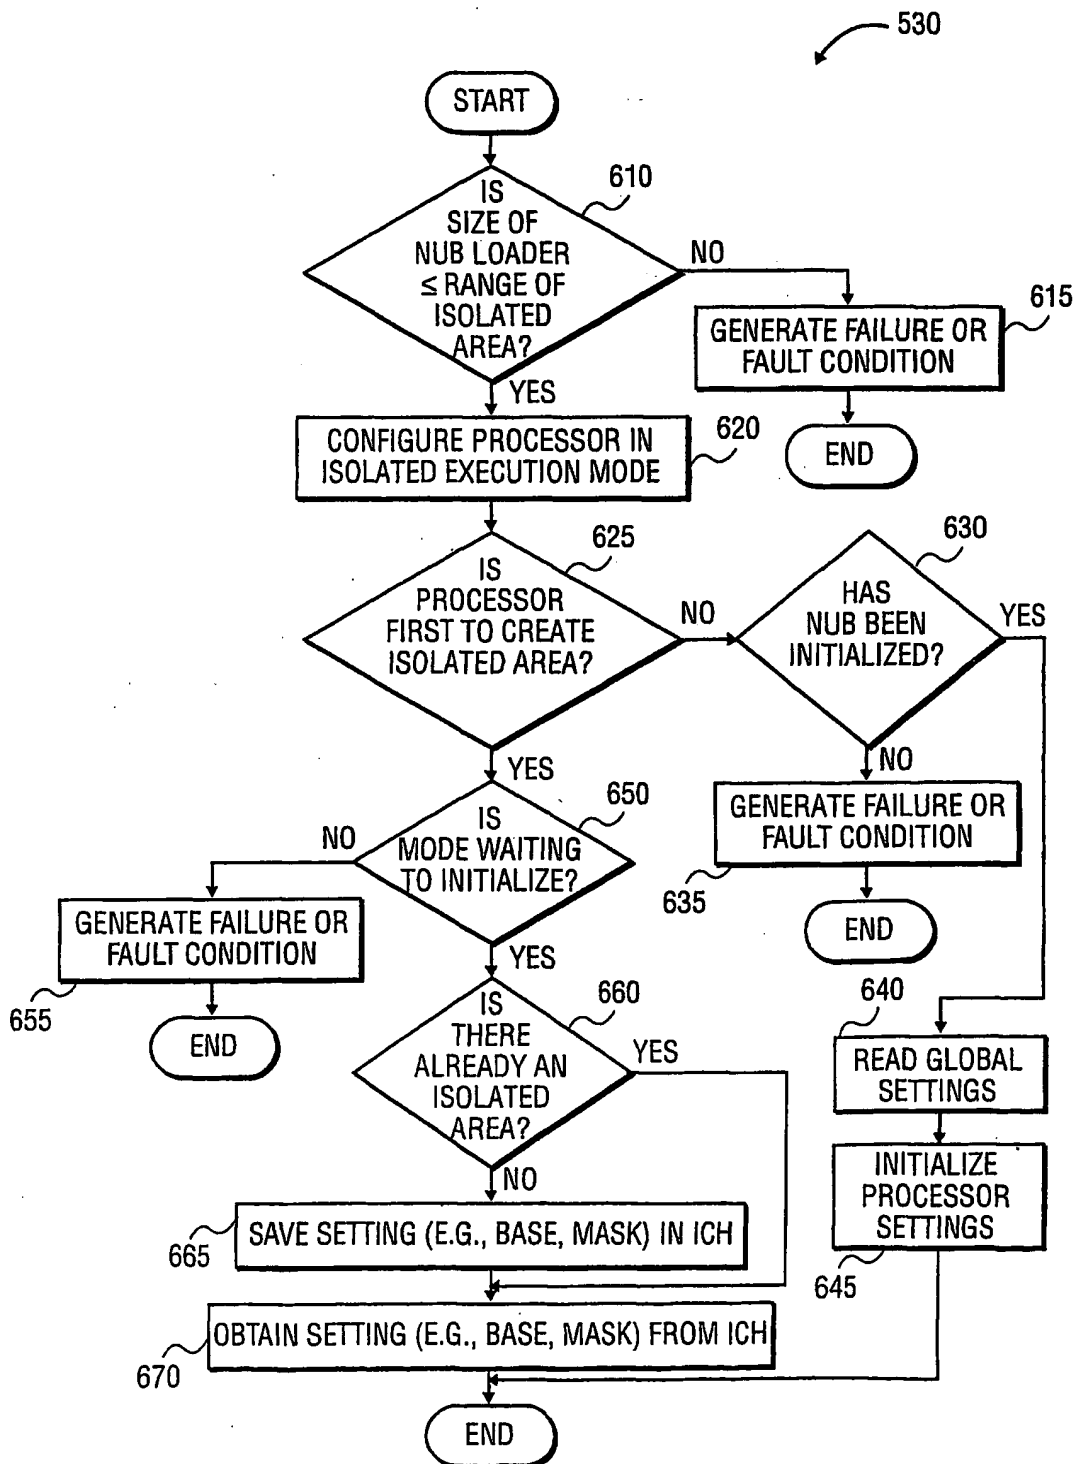 530
START
610
IS
SIZE OF
NUB LOADER
≤ RANGE OF
ISOLATED
AREA?
NO
615
GENERATE FAILURE OR
FAULT CONDITION
END
YES
620
CONFIGURE PROCESSOR IN
ISOLATED EXECUTION MODE
625
IS
PROCESSOR
FIRST TO CREATE
ISOLATED AREA?
NO
630
HAS
NUB BEEN
INITIALIZED?
YES
NO
GENERATE FAILURE OR
FAULT CONDITION
635
END
YES
650
IS
MODE WAITING
TO INITIALIZE?
NO
GENERATE FAILURE OR
FAULT CONDITION
655
END
YES
660
IS
THERE
ALREADY AN
ISOLATED
AREA?
YES
640
READ GLOBAL
SETTINGS
INITIALIZE
PROCESSOR
SETTINGS
645
NO
SAVE SETTING (E.G., BASE, MASK) IN ICH
665
OBTAIN SETTING (E.G., BASE, MASK) FROM ICH
670
END